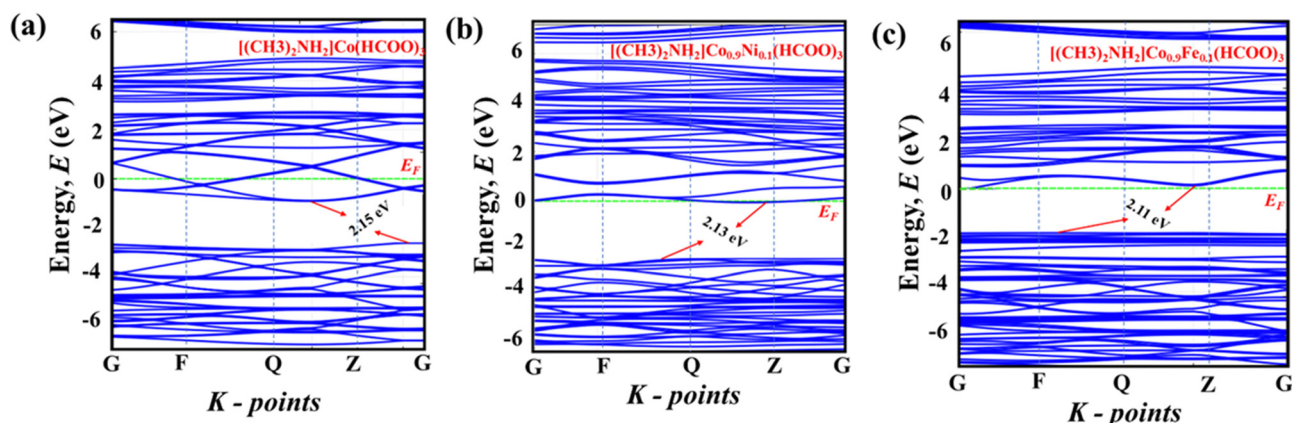 (a)
[(CH3)₂NH₂]Co(HCOO)₃
6
4
2
0
-2
-4
-6
Energy, E (eV)
E_F
2.15 eV
G F Q Z G
K - points
(b)
[(CH3)₂NH₂]Co₀.₉Ni₀.₁(HCOO)₃
6
4
2
0
-2
-4
-6
Energy, E (eV)
E_F
2.13 eV
G F Q Z G
K - points
(c)
[(CH3)₂NH₂]Co₀.₉Fe₀.₁(HCOO)₃
6
4
2
0
-2
-4
-6
Energy, E (eV)
E_F
2.11 eV
G F Q Z G
K - points